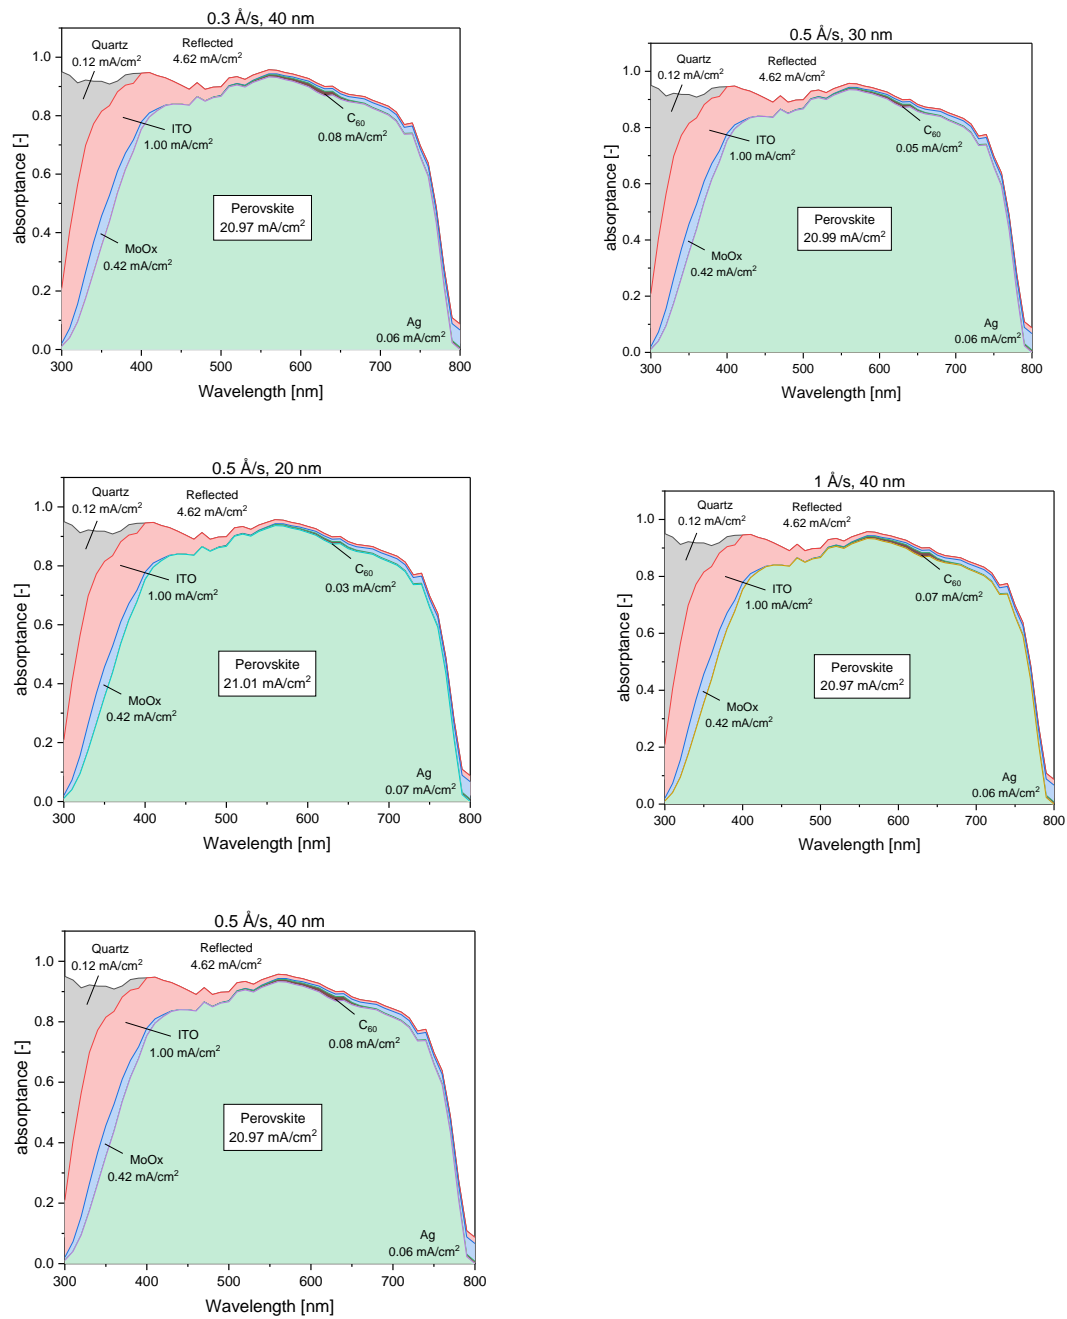 0.3 Å/s, 40 nm
Quartz
0.12 mA/cm²
Reflected
4.62 mA/cm²
ITO
1.00 mA/cm²
C₆₀
0.08 mA/cm²
Perovskite
20.97 mA/cm²
MoOx
0.42 mA/cm²
Ag
0.06 mA/cm²
absorptance [-]
1.0
0.8
0.6
0.4
0.2
0.0
300 400 500 600 700 800
Wavelength [nm]
0.5 Å/s, 30 nm
Quartz
0.12 mA/cm²
Reflected
4.62 mA/cm²
ITO
1.00 mA/cm²
C₆₀
0.05 mA/cm²
Perovskite
20.99 mA/cm²
MoOx
0.42 mA/cm²
Ag
0.06 mA/cm²
absorptance [-]
1.0
0.8
0.6
0.4
0.2
0.0
300 400 500 600 700 800
Wavelength [nm]
0.5 Å/s, 20 nm
Quartz
0.12 mA/cm²
Reflected
4.62 mA/cm²
ITO
1.00 mA/cm²
C₆₀
0.03 mA/cm²
Perovskite
21.01 mA/cm²
MoOx
0.42 mA/cm²
Ag
0.07 mA/cm²
absorptance [-]
1.0
0.8
0.6
0.4
0.2
0.0
300 400 500 600 700 800
Wavelength [nm]
1 Å/s, 40 nm
Quartz
0.12 mA/cm²
Reflected
4.62 mA/cm²
ITO
1.00 mA/cm²
C₆₀
0.07 mA/cm²
Perovskite
20.97 mA/cm²
MoOx
0.42 mA/cm²
Ag
0.06 mA/cm²
absorptance [-]
1.0
0.8
0.6
0.4
0.2
0.0
300 400 500 600 700 800
Wavelength [nm]
0.5 Å/s, 40 nm
Quartz
0.12 mA/cm²
Reflected
4.62 mA/cm²
ITO
1.00 mA/cm²
C₆₀
0.08 mA/cm²
Perovskite
20.97 mA/cm²
MoOx
0.42 mA/cm²
Ag
0.06 mA/cm²
absorptance [-]
1.0
0.8
0.6
0.4
0.2
0.0
300 400 500 600 700 800
Wavelength [nm]